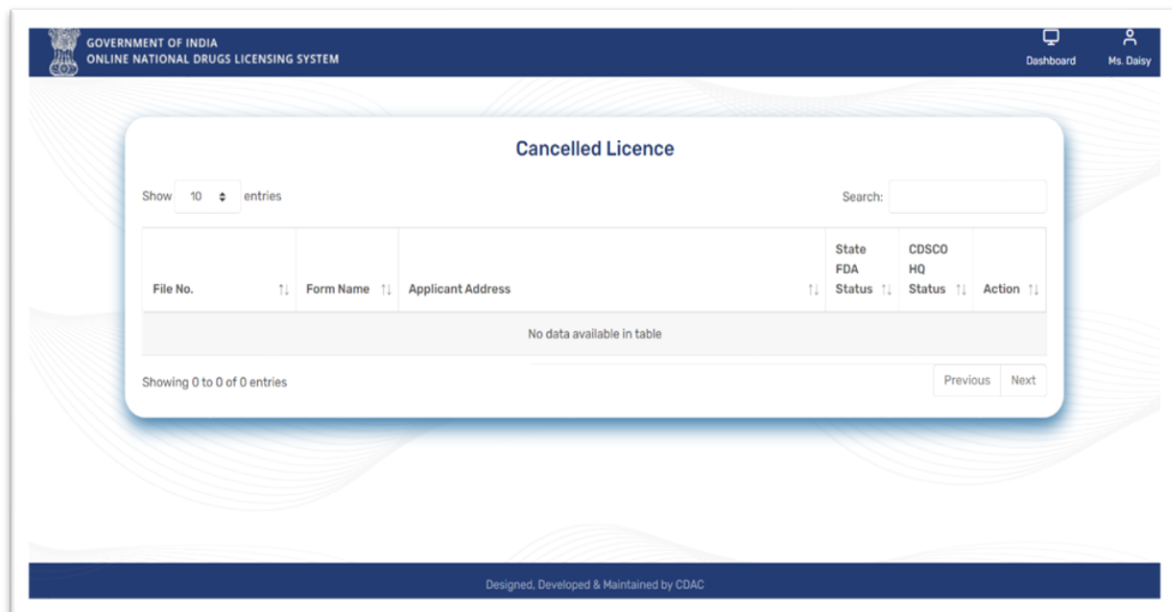 GOVERNMENT OF INDIA
ONLINE NATIONAL DRUGS LICENSING SYSTEM
Dashboard
Ms. Daisy
Cancelled Licence
Show 10 entries
Search:
File No.
Form Name
Applicant Address
State
FDA
Status
CDSCO
HQ
Status
Action
No data available in table
Showing 0 to 0 of 0 entries
Previous
Next
Designed, Developed & Maintained by CDAC